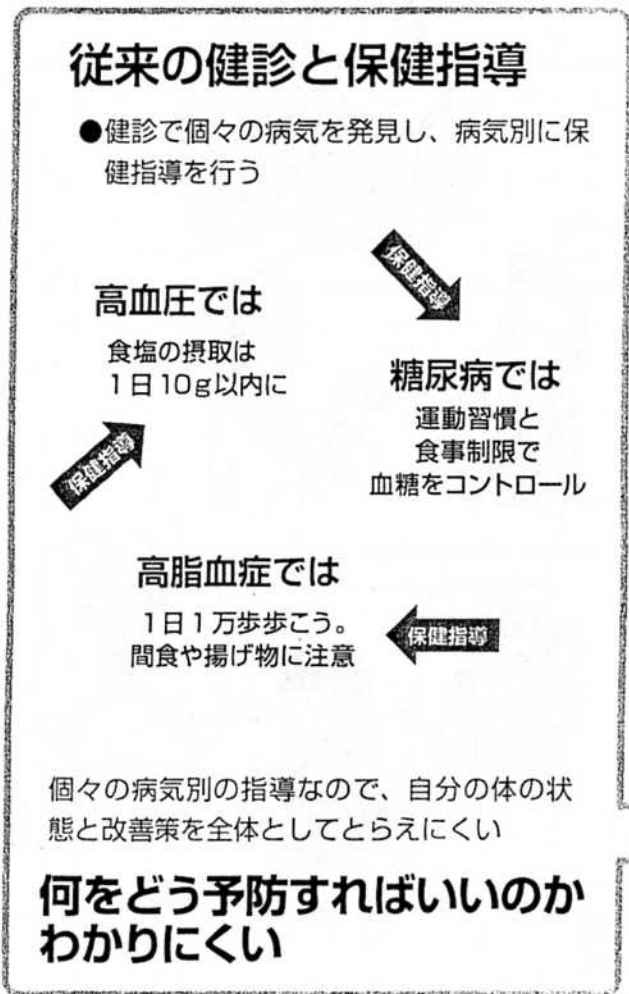 従来の健診と保健指導
●健診で個々の病気を発見し、病気別に保
健指導を行う
保健指導
高血圧では
食塩の摂取は
1日10g以内に
糖尿病では
運動習慣と
食事制限で
血糖をコントロール
保健指導
高脂血症では
1日1万歩歩こう。
間食や揚げ物に注意
保健指導
個々の病気別の指導なので、自分の体の状
態と改善策を全体としてとらえにくい
何をどう予防すればいいのか
わかりにくい